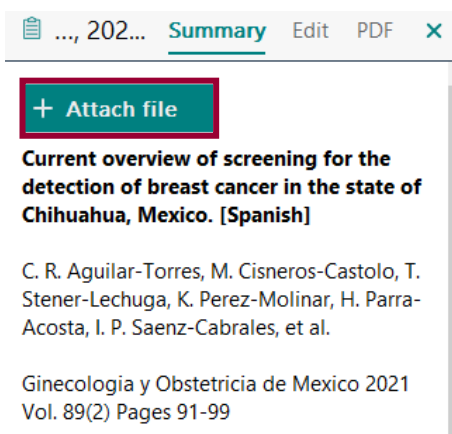 ..., 202... Summary Edit PDF ×
+ Attach file
Current overview of screening for the
detection of breast cancer in the state of
Chihuahua, Mexico. [Spanish]
C. R. Aguilar-Torres, M. Cisneros-Castolo, T.
Stener-Lechuga, K. Perez-Molinar, H. Parra-
Acosta, I. P. Saenz-Cabrales, et al.
Ginecologia y Obstetricia de Mexico 2021
Vol. 89(2) Pages 91-99